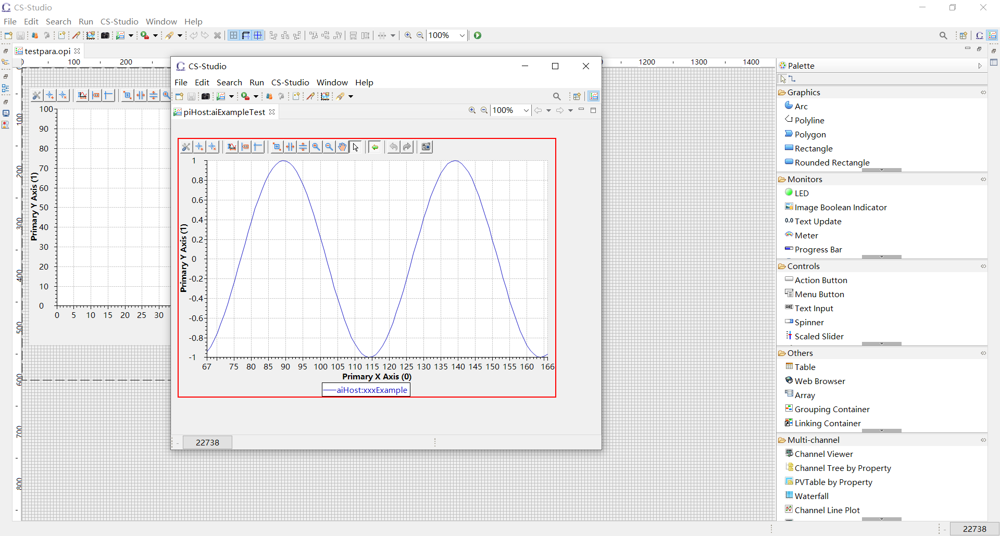 CS-Studio
File Edit Search Run CS-Studio Window Help
100%
testpara.opi
100 200 1200 1300 1400
100
200
300
400
500
600
700
800
100
90
80
70
60
50
40
30
20
10
0
Primary Y Axis (1)
0 5 10 15 20 25 30
CS-Studio
File Edit Search Run CS-Studio Window Help
piHost:aiExampleTest
100%
1
0.8
0.6
0.4
0.2
0
-0.2
-0.4
-0.6
-0.8
-1
Primary Y Axis (1)
67 75 80 85 90 95 100 105 110 115 120 125 130 135 140 145 150 155 160 166
Primary X Axis (0)
aiHost:xxxExample
22738
Palette
Graphics
Arc
Polyline
Polygon
Rectangle
Rounded Rectangle
Monitors
LED
Image Boolean Indicator
0.0 Text Update
Meter
Progress Bar
Controls
Action Button
Menu Button
Text Input
Spinner
Scaled Slider
Others
Table
Web Browser
Array
Grouping Container
Linking Container
Multi-channel
Channel Viewer
Channel Tree by Property
PVTable by Property
Waterfall
Channel Line Plot
22738